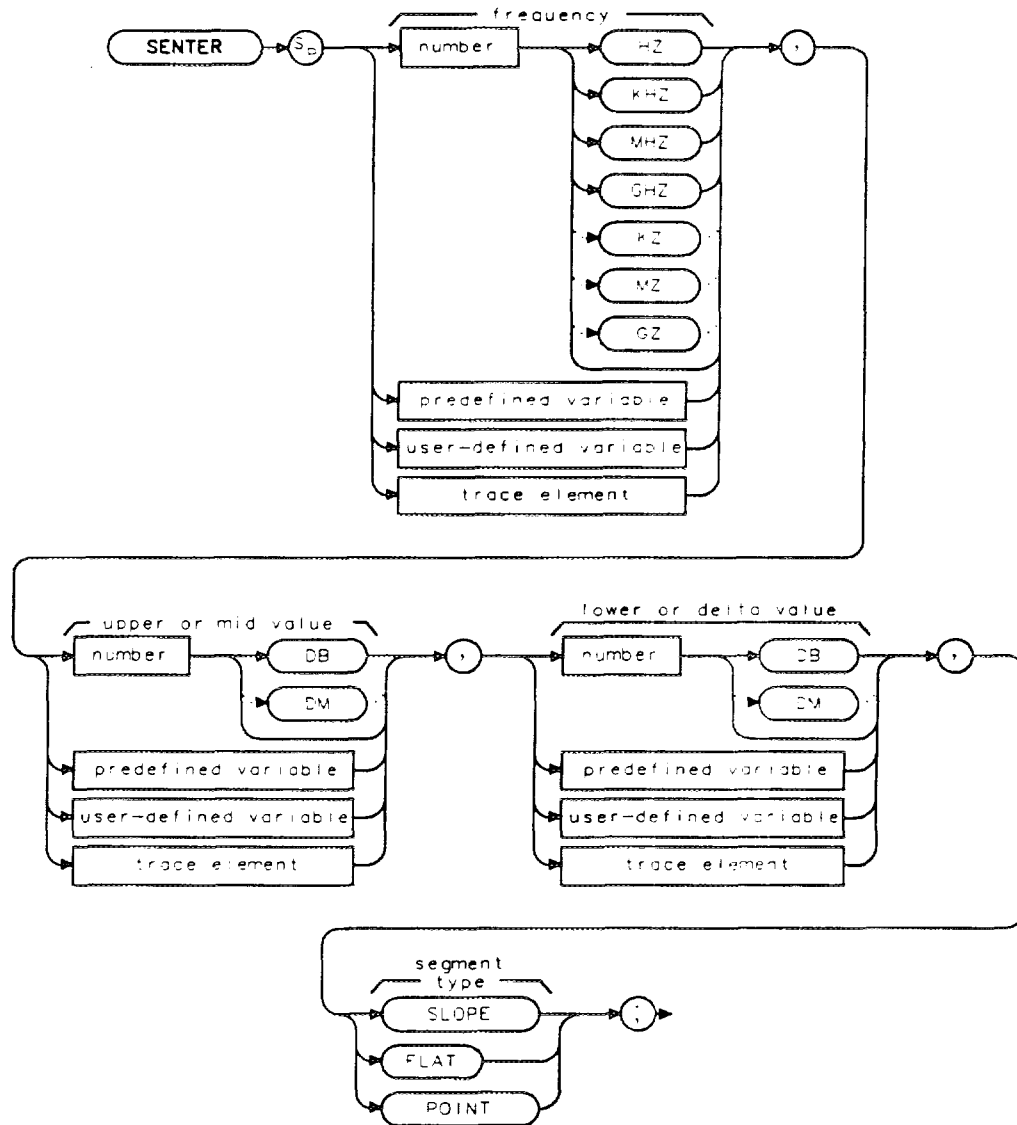 frequency
SENTER Sp number HZ ,
KHZ
MHZ
GHZ
KZ
MZ
GZ
predefined variable
user-defined variable
trace element
upper or mid value
number DB ,
DM
predefined variable
user-defined variable
trace element
lower or delta value
number DB ,
DM
predefined variable
user-defined variable
trace element
segment
type
SLOPE ;
FLAT
POINT